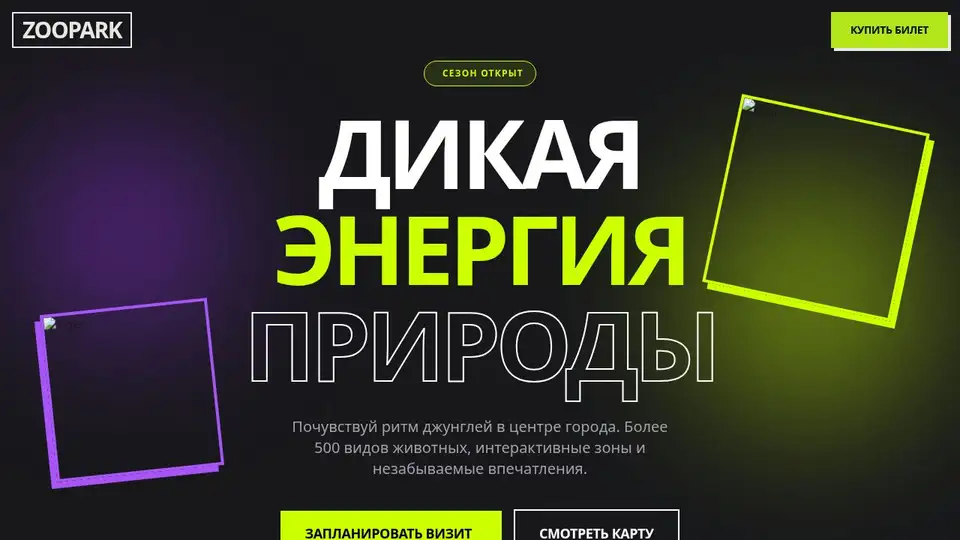 ZOOPARK
КУПИТЬ БИЛЕТ
СЕЗОН ОТКРЫТ
ДИКАЯ
ЭНЕРГИЯ
ПРИРОДЫ
Почувствуй ритм джунглей в центре города. Более
500 видов животных, интерактивные зоны и
незабываемые впечатления.
ЗАПЛАНИРОВАТЬ ВИЗИТ
СМОТРЕТЬ КАРТУ